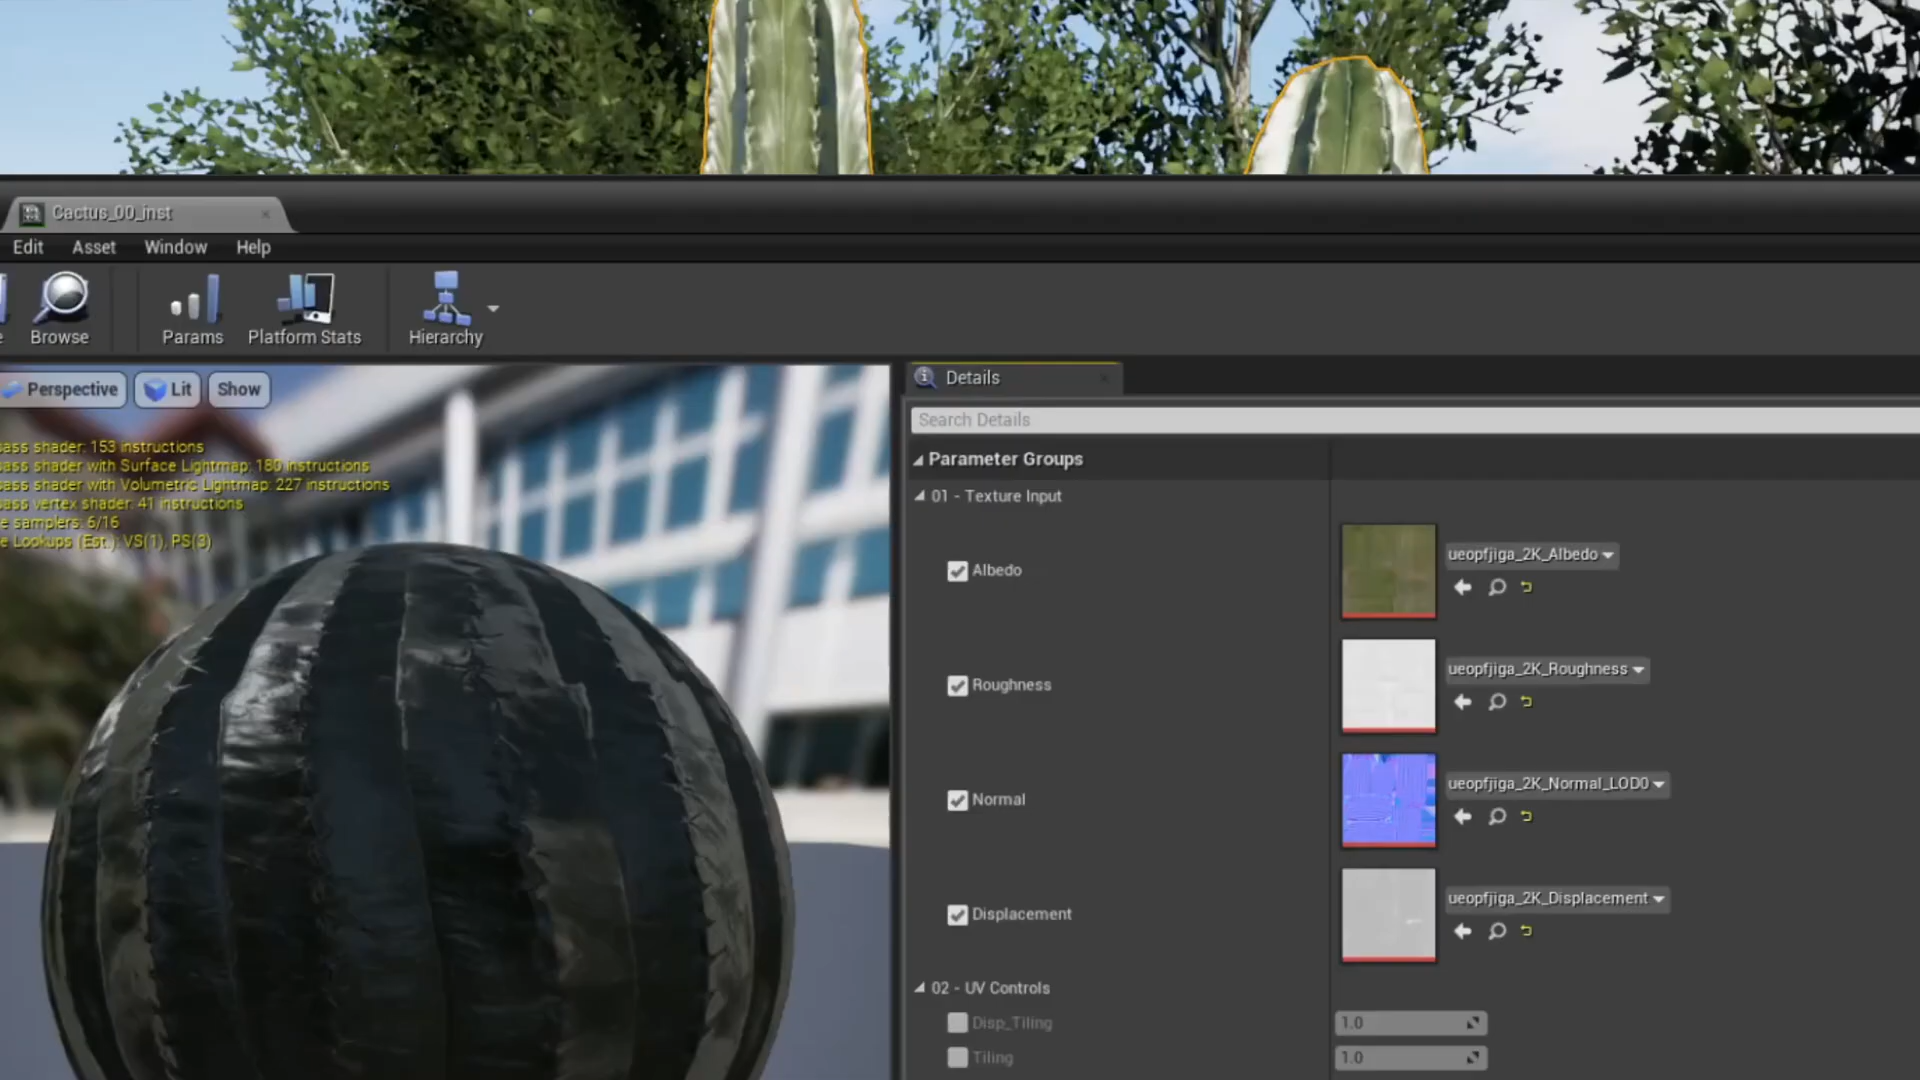 Cactus_00_inst
Edit Asset Window Help
Browse Params Platform Stats Hierarchy
Perspective Lit Show
Details
Search Details
ass shader: 153 instructions
ass shader with Surface Lightmap: 180 instructions
ass shader with Volumetric Lightmap: 227 instructions
ass vertex shader: 41 instructions
e samplers: 6/16
e Lookups (Est.): VS(1), PS(3)
Parameter Groups
01 - Texture Input
Albedo
ueopfjiga_2K_Albedo
Roughness
ueopfjiga_2K_Roughness
Normal
ueopfjiga_2K_Normal_LOD0
Displacement
ueopfjiga_2K_Displacement
02 - UV Controls
Disp_Tiling 1.0
Tiling 1.0